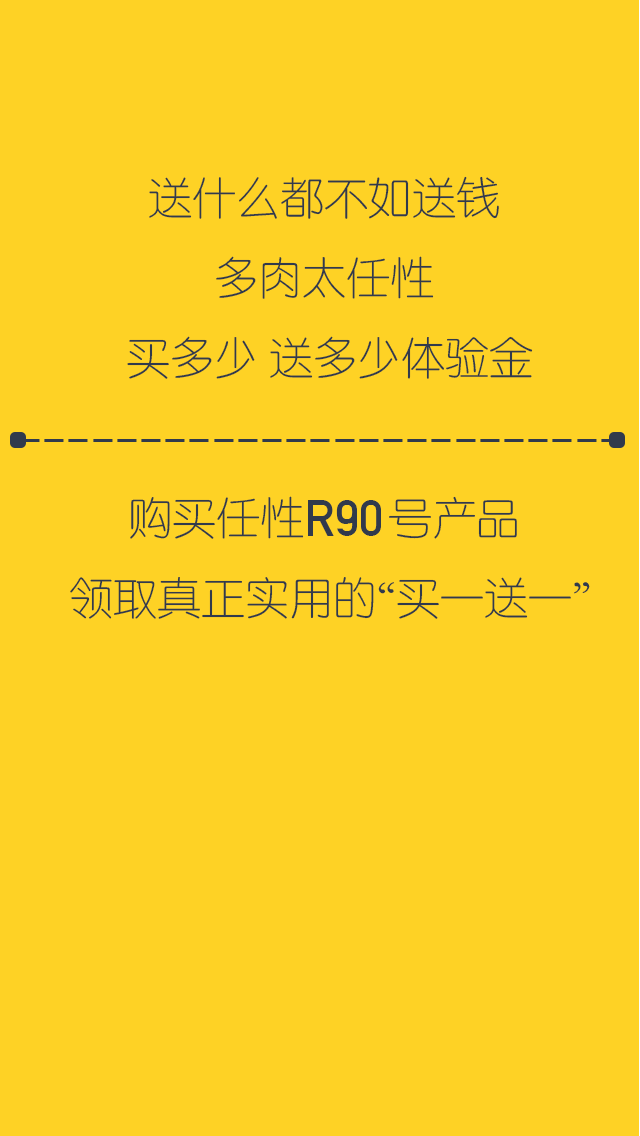 送什么都不如送钱
多肉太任性
买多少 送多少体验金
购买任性R90号产品
领取真正实用的“买一送一”